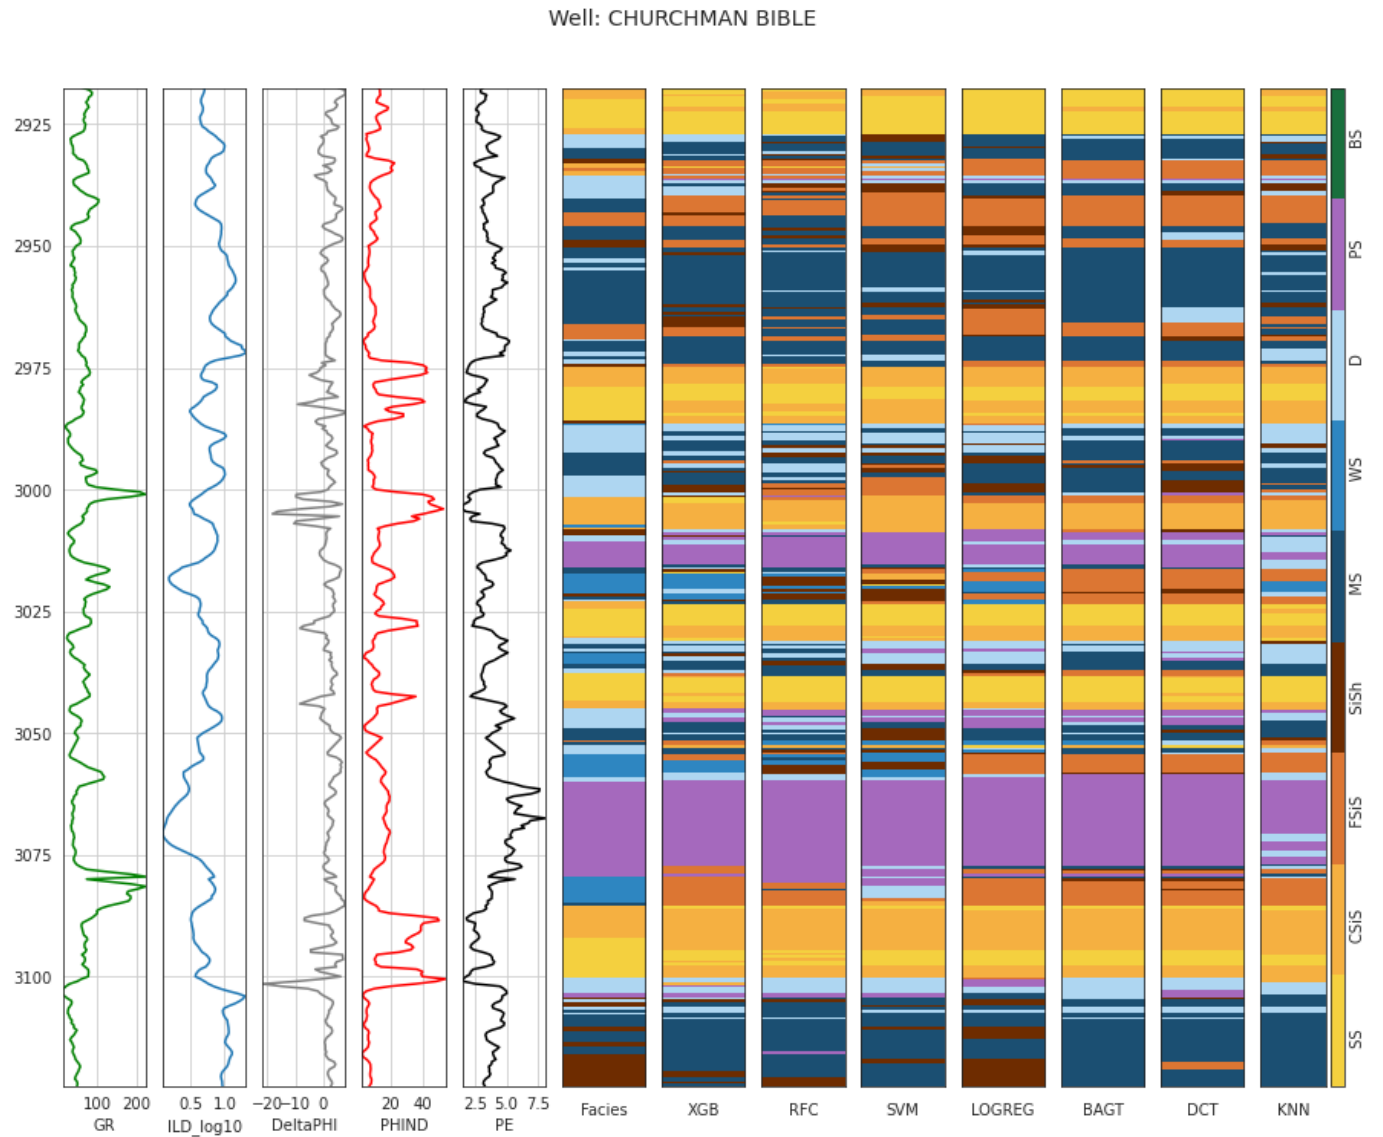 Well: CHURCHMAN BIBLE
2925
2950
2975
3000
3025
3050
3075
3100
BS
PS
D
WS
MS
SiSh
FSiS
CSiS
SS
100 200
0.5 1.0
−20−10 0
20 40
2.5 5.0 7.5
GR
ILD_log10
DeltaPHI
PHIND
PE
Facies
XGB
RFC
SVM
LOGREG
BAGT
DCT
KNN